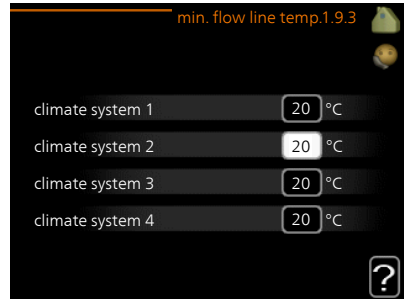 min. flow line temp.1.9.3
climate system 1 20 °C
climate system 2 20 °C
climate system 3 20 °C
climate system 4 20 °C
?